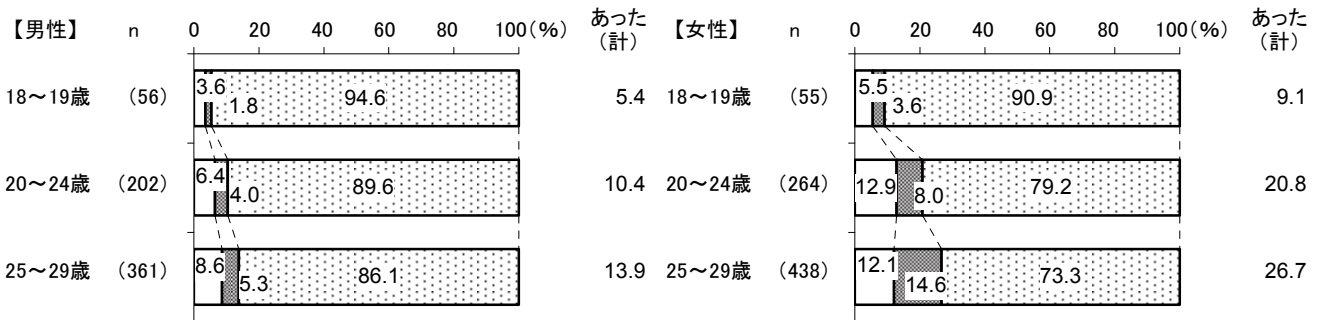 【男性】 n 0 20 40 60 80 100(%) あった(計) 【女性】 n 0 20 40 60 80 100(%) あった(計)
18~19歳 (56) 3.6 1.8 94.6 5.4 18~19歳 (55) 5.5 3.6 90.9 9.1
20~24歳 (202) 6.4 4.0 89.6 10.4 20~24歳 (264) 12.9 8.0 79.2 20.8
25~29歳 (361) 8.6 5.3 86.1 13.9 25~29歳 (438) 12.1 14.6 73.3 26.7